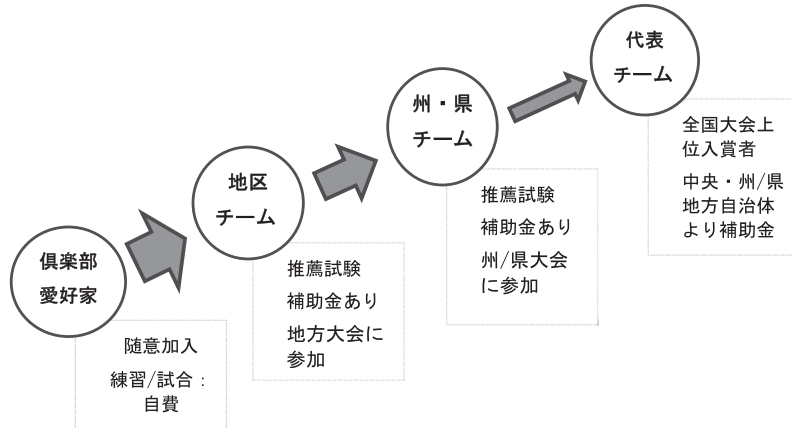 倶楽部
愛好家
随意加入
練習/試合：
自費
地区
チーム
推薦試験
補助金あり
地方大会に
参加
州・県
チーム
推薦試験
補助金あり
州/県大会
に参加
代表
チーム
全国大会上
位入賞者
中央・州/県
地方自治体
より補助金